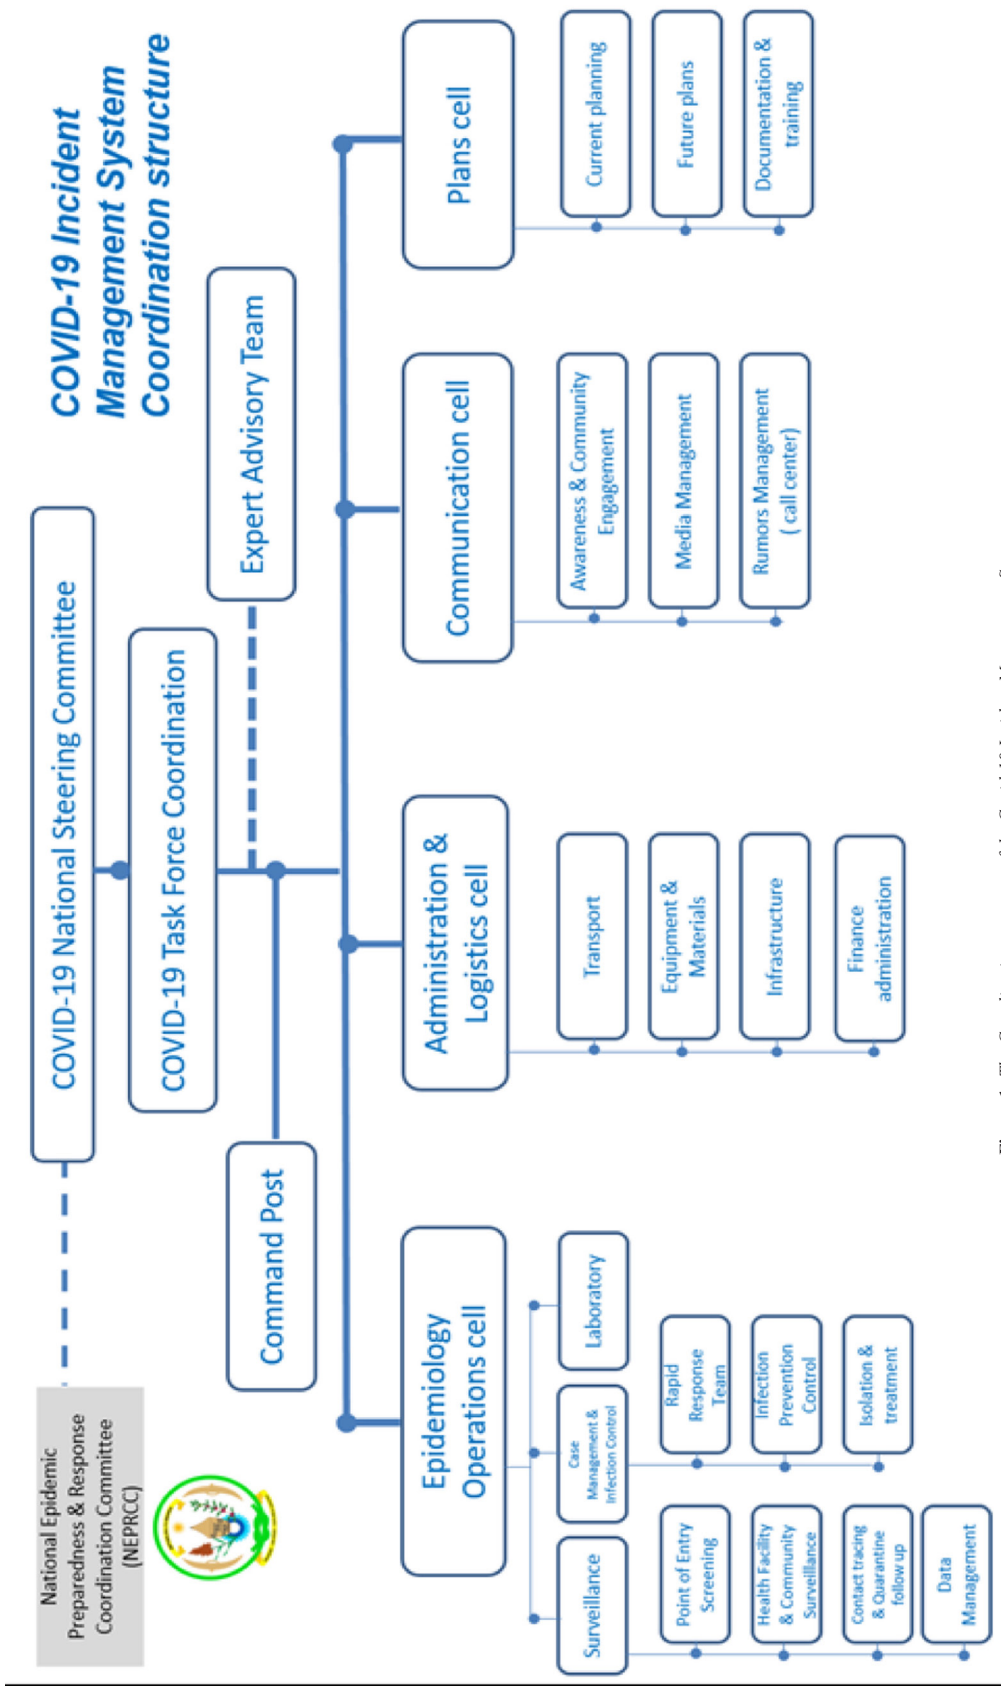 COVID-19 Incident
Management System
Coordination structure
COVID-19 National Steering Committee
National Epidemic
Preparedness & Response
Coordination Committee
(NEPRCC)
COVID-19 Task Force Coordination
Expert Advisory Team
Command Post
Epidemiology
Operations cell
Administration &
Logistics cell
Communication cell
Plans cell
Surveillance
Case
Management &
Infection Control
Laboratory
Point of Entry
Screening
Health Facility
& Community
Surveillance
Contact tracing
& Quarantine
follow up
Data
Management
Rapid
Response
Team
Infection
Prevention
Control
Isolation &
treatment
Transport
Equipment &
Materials
Infrastructure
Finance
administration
Awareness & Community
Engagement
Media Management
Rumors Management
( call center)
Current planning
Future plans
Documentation &
training